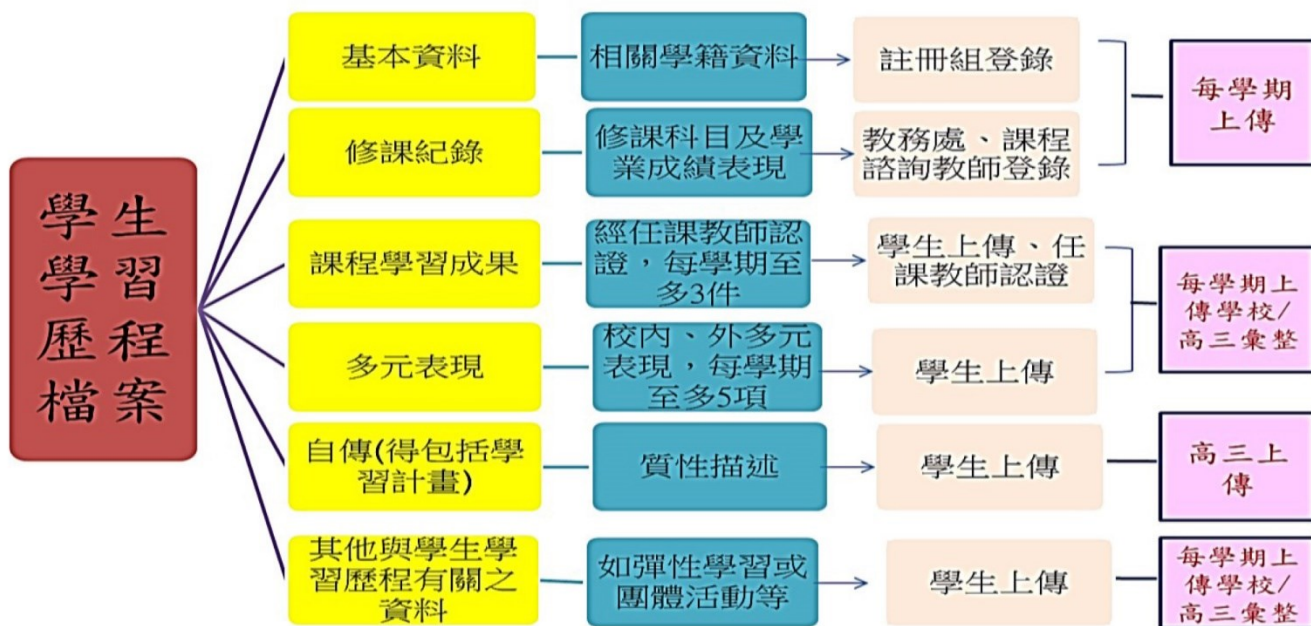 學生
學習
歷程
檔案
基本資料
相關學籍資料
註冊組登錄
每學期
上傳
修課紀錄
修課科目及學
業成績表現
教務處、課程
諮詢教師登錄
課程學習成果
經任課教師認
證，每學期至
多3件
學生上傳、任
課教師認證
每學期上
傳學校/
高三彙整
多元表現
校內、外多元
表現，每學期
至多5項
學生上傳
自傳(得包括學
習計畫)
質性描述
學生上傳
高三上
傳
其他與學生學
習歷程有關之
資料
如彈性學習或
團體活動等
學生上傳
每學期上
傳學校/
高三彙整